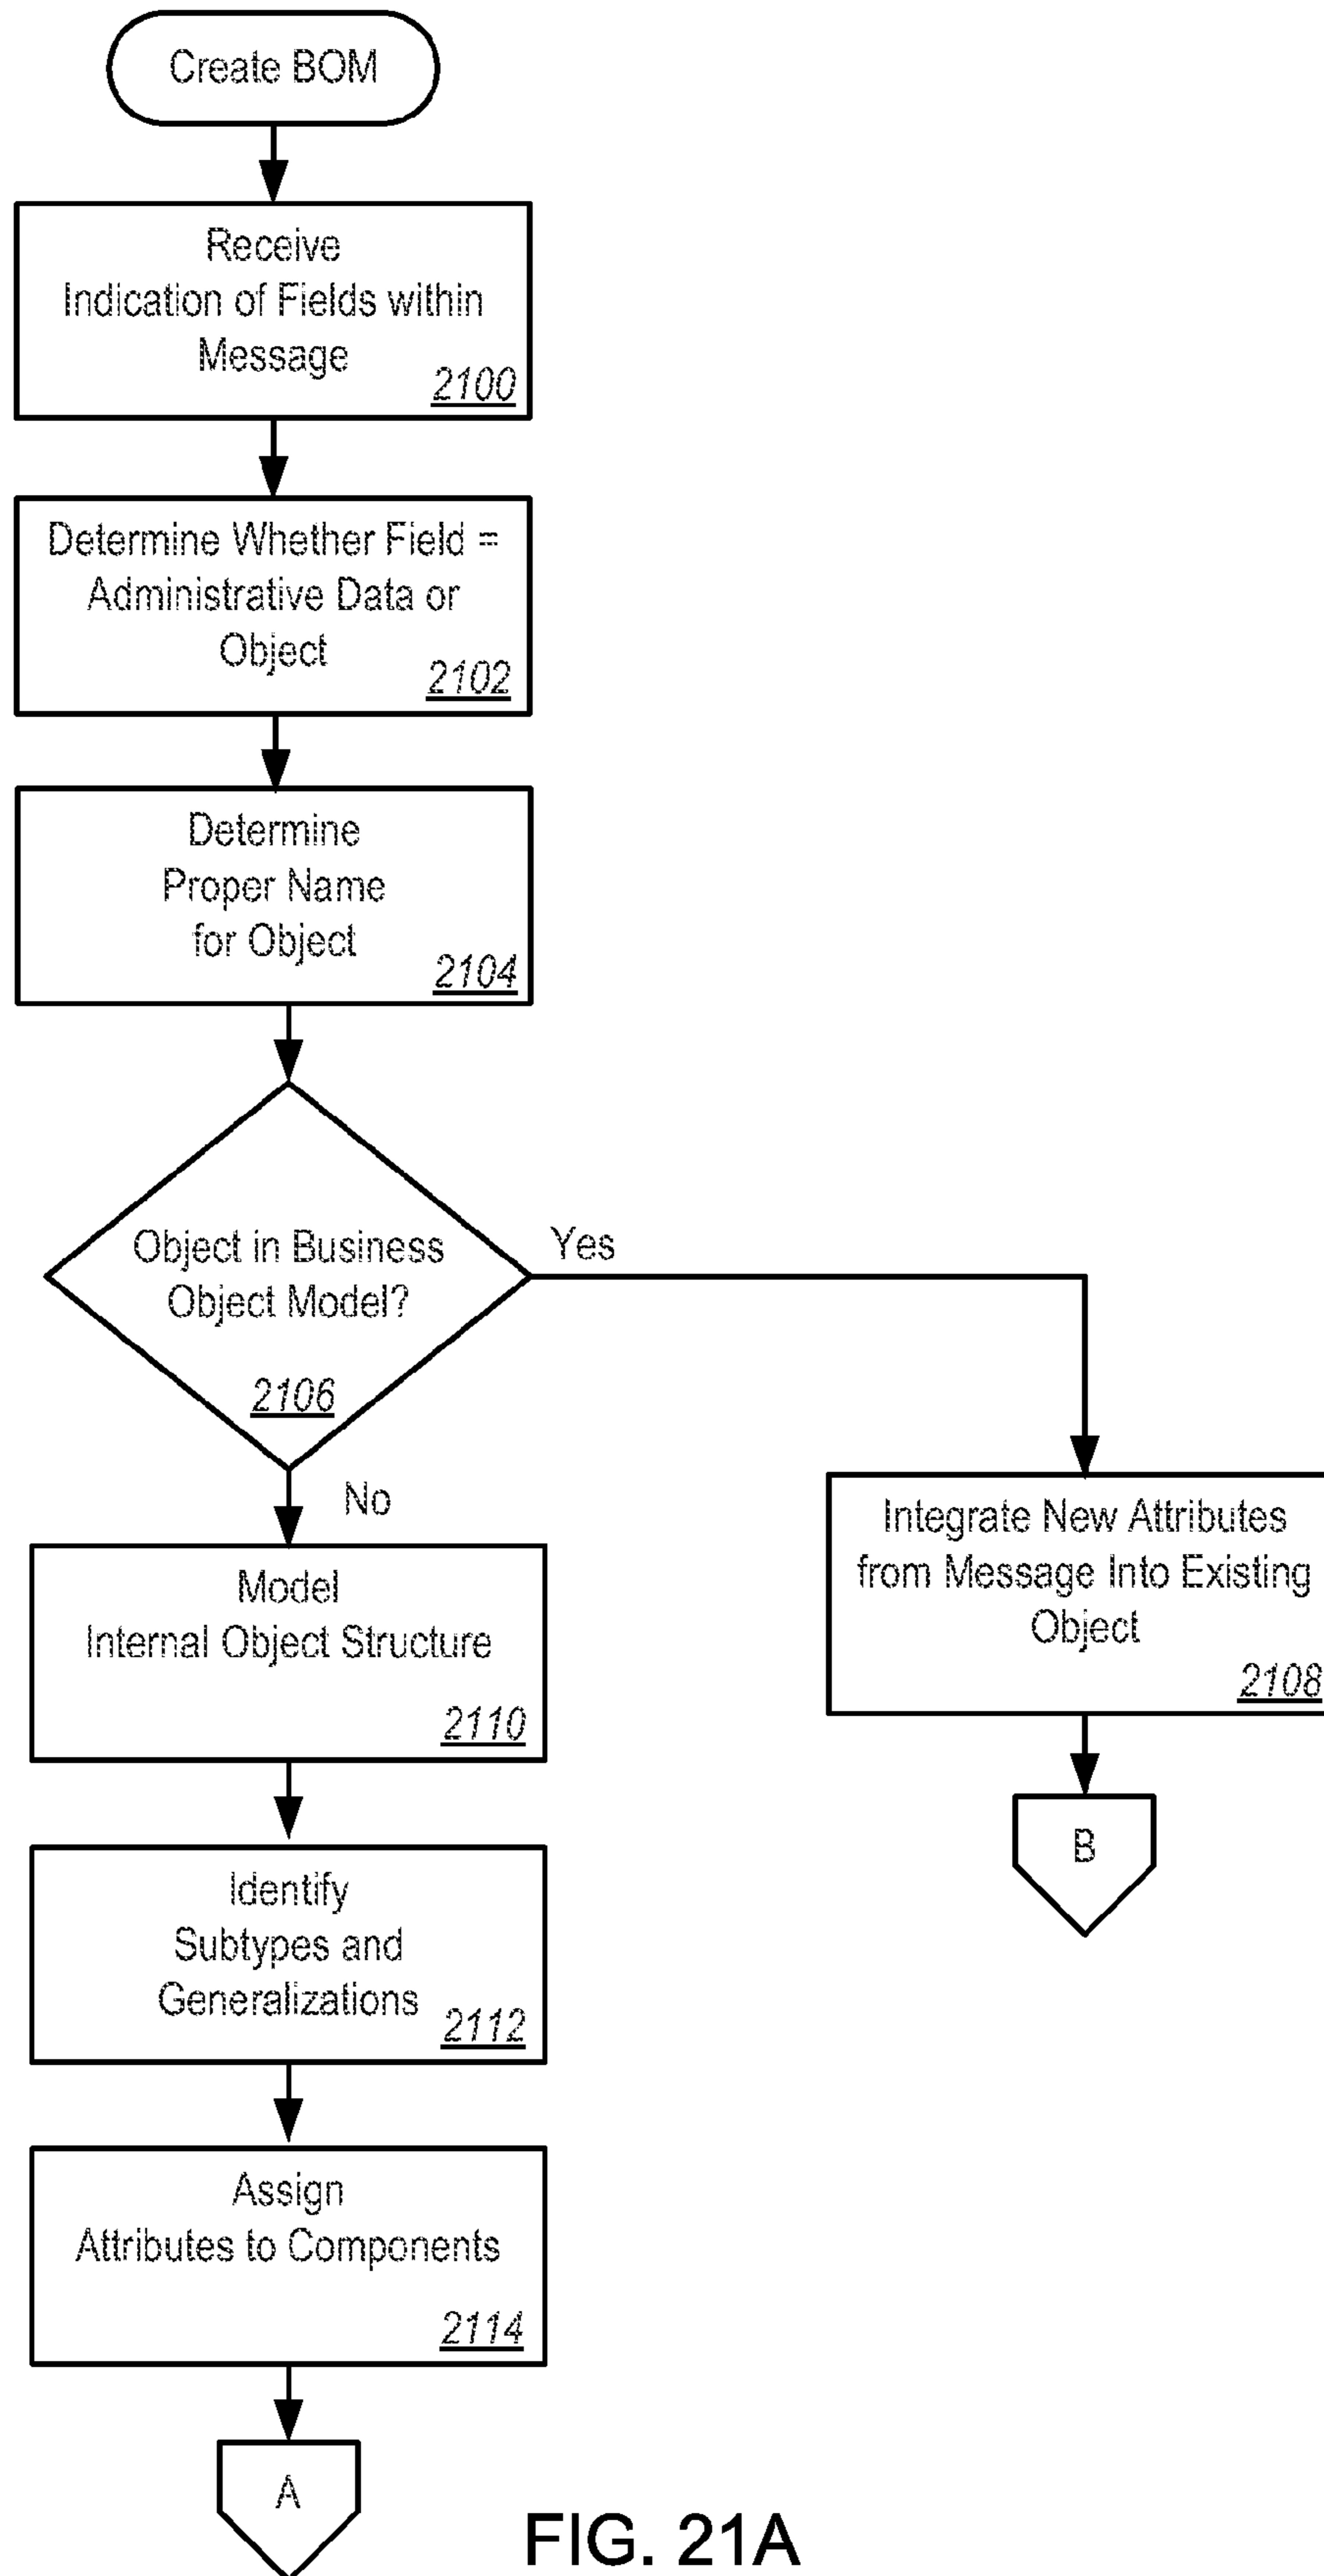 Create BOM
Receive
Indication of Fields within
Message
2100
Determine Whether Field =
Administrative Data or
Object
2102
Determine
Proper Name
for Object
2104
Object in Business
Object Model?
2106
Yes
No
Integrate New Attributes
from Message Into Existing
Object
2108
B
Model
Internal Object Structure
2110
Identify
Subtypes and
Generalizations
2112
Assign
Attributes to Components
2114
A
FIG. 21A